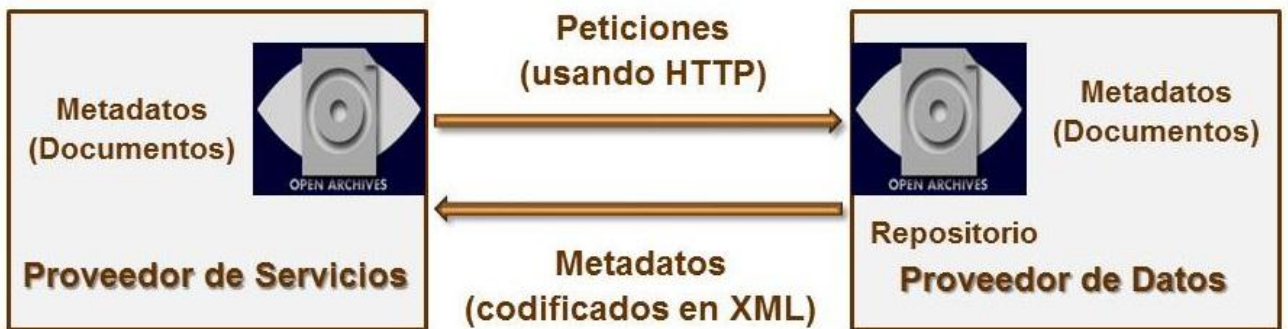 Metadatos
(Documentos)
OPEN ARCHIVES
Proveedor de Servicios
Peticiones
(usando HTTP)
Metadatos
(codificados en XML)
OPEN ARCHIVES
Metadatos
(Documentos)
Repositorio
Proveedor de Datos